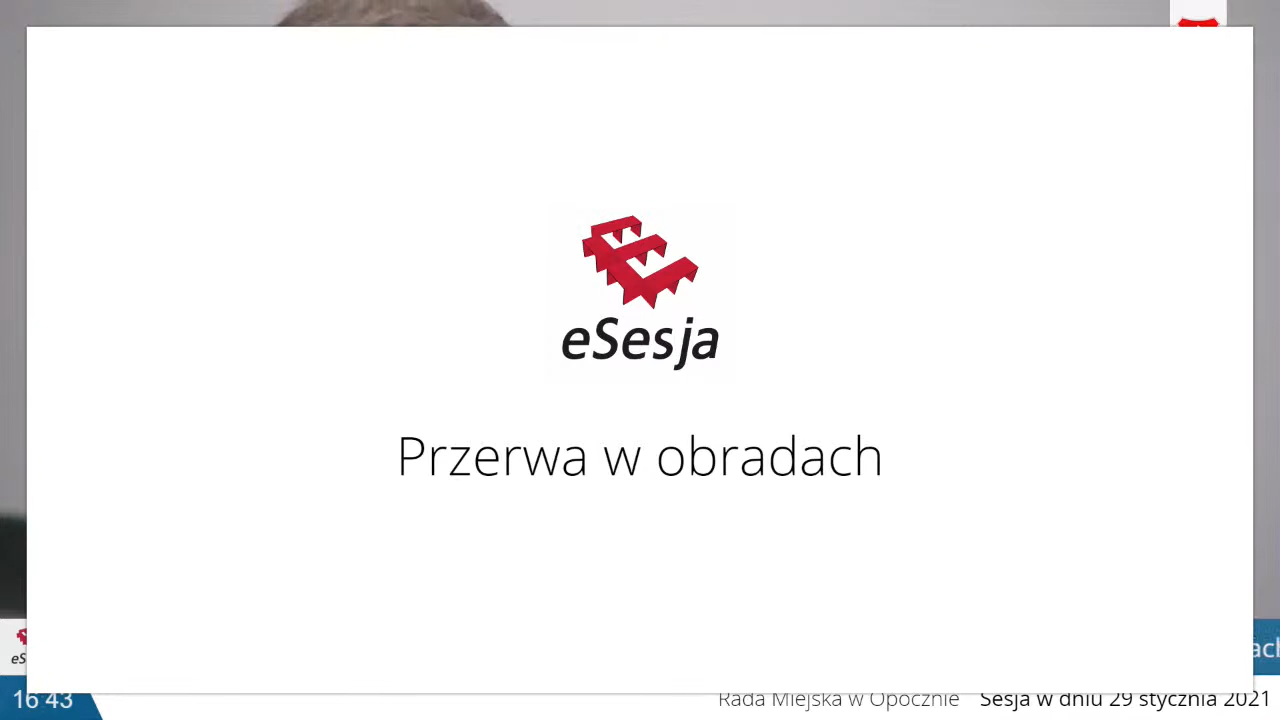 eSesja
Przerwa w obradach
16 43
Rada Miejska w Opocznie Sesja w dniu 29 stycznia 2021